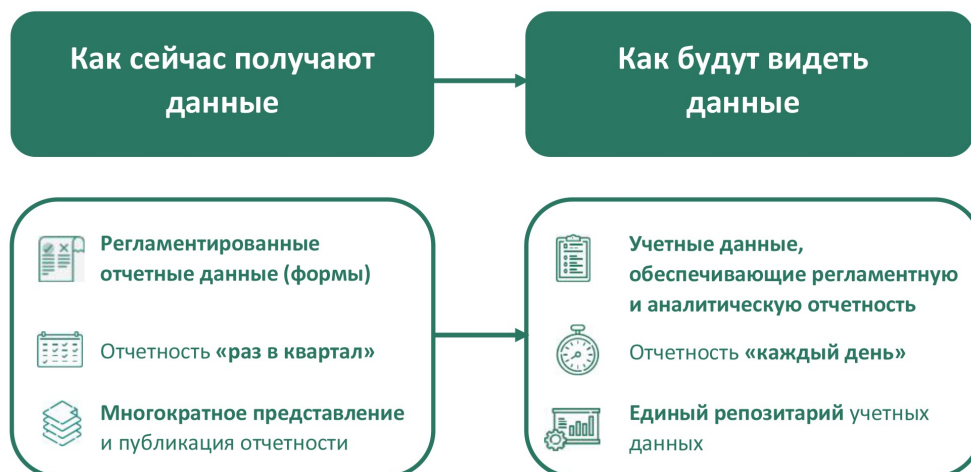 Как сейчас получают
данные
Как будут видеть
данные
Регламентированные
отчетные данные (формы)
Отчетность «раз в квартал»
Многократное представление
и публикация отчетности
Учетные данные,
обеспечивающие регламентную
и аналитическую отчетность
Отчетность «каждый день»
Единый репозитарий учетных
данных